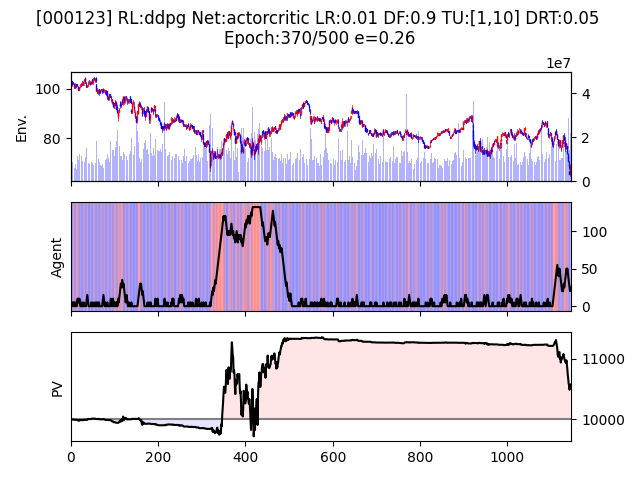 [000123] RL:ddpg Net:actorcritic LR:0.01 DF:0.9 TU:[1,10] DRT:0.05
Epoch:370/500 e=0.26
1e7
100
80
Env.
4
2
0
Agent
100
50
0
PV
11000
10000
0 200 400 600 800 1000